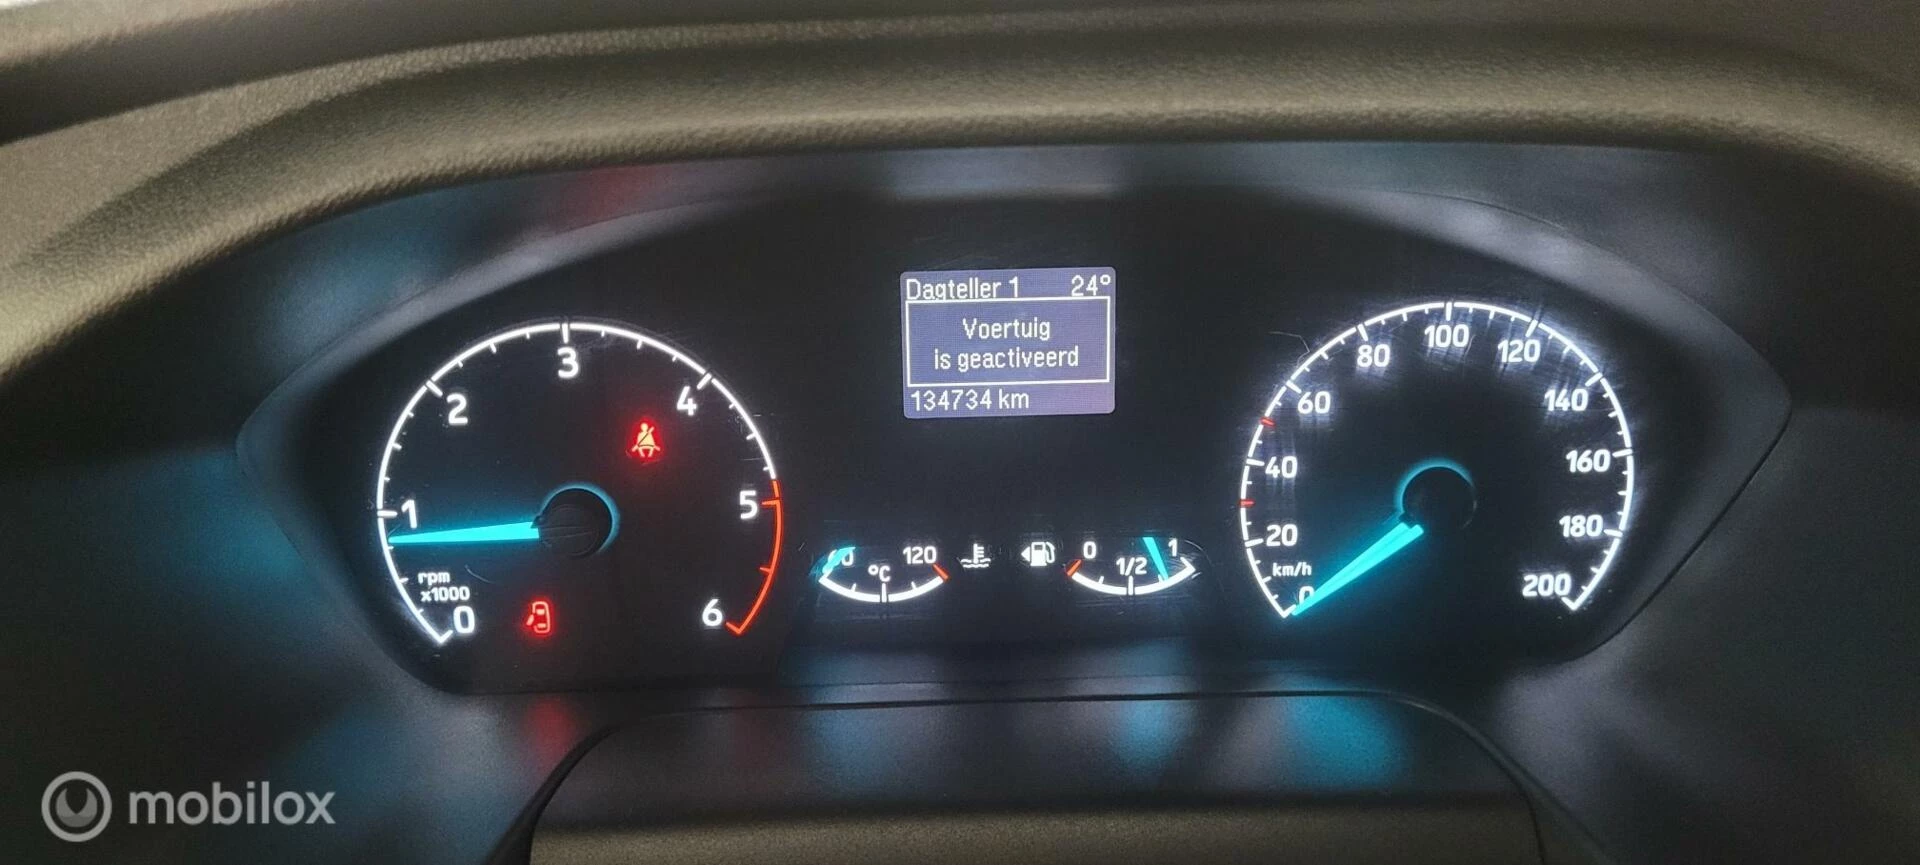 Dagteller 1 24°
Voertuig
is geactiveerd
134734 km
0 1 2 3 4 5 6
rpm
x1000
120
°C
0 1/2 1
0 20 40 60 80 100 120 140 160 180 200
km/h
mobilox